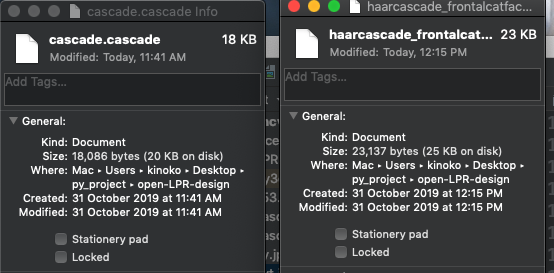 cascade.cascade Info
cascade.cascade 18 KB
Modified: Today, 11:41 AM
Add Tags...
General:
Kind: Document
Size: 18,086 bytes (20 KB on disk)
Where: Mac ▸ Users ▸ kinoko ▸ Desktop ▸
py_project ▸ open-LPR-design
Created: 31 October 2019 at 11:41 AM
Modified: 31 October 2019 at 11:41 AM
Stationery pad
Locked
haarcascade_frontalcatfac...
haarcascade_frontalcat... 23 KB
Modified: Today, 12:15 PM
Add Tags...
General:
Kind: Document
Size: 23,137 bytes (25 KB on disk)
Where: Mac ▸ Users ▸ kinoko ▸ Desktop ▸
py_project ▸ open-LPR-design
Created: 31 October 2019 at 12:15 PM
Modified: 31 October 2019 at 12:15 PM
Stationery pad
Locked